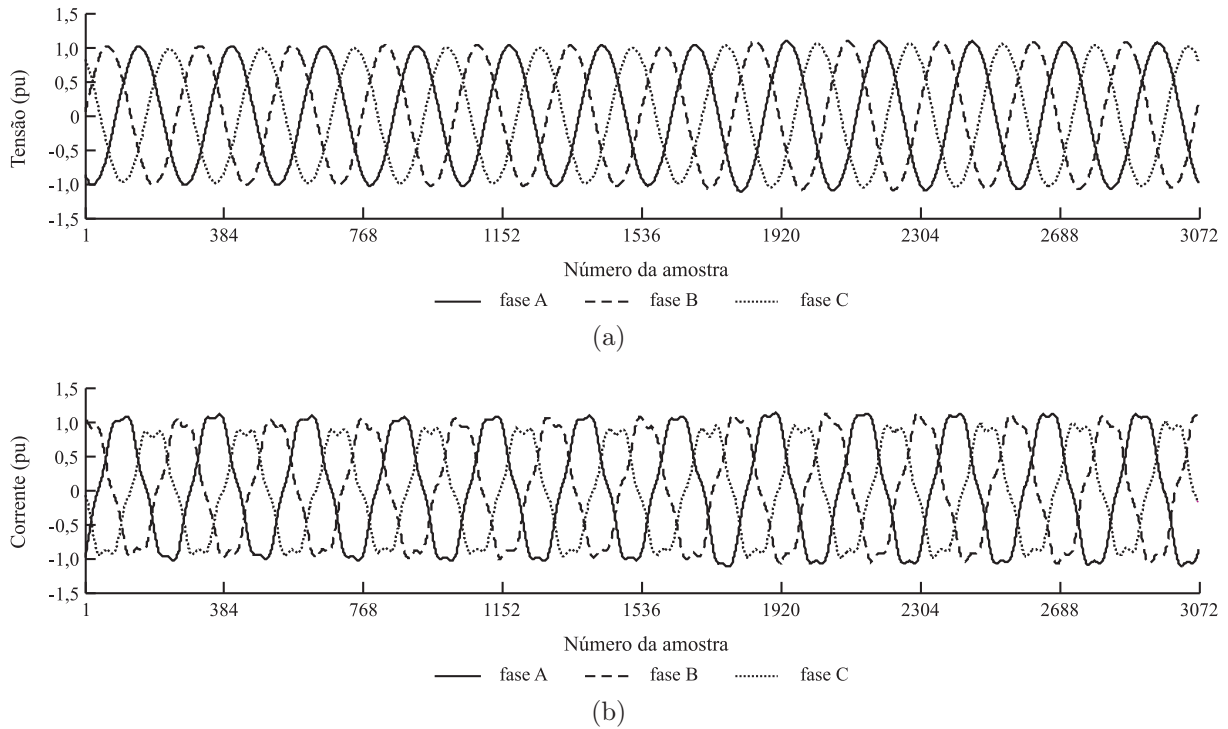 1,5
1,0
0,5
0
-0,5
-1,0
-1,5
Tensão (pu)
1 384 768 1152 1536 1920 2304 2688 3072
Número da amostra
fase A fase B fase C
(a)
1,5
1,0
0,5
0
-0,5
-1,0
-1,5
Corrente (pu)
1 384 768 1152 1536 1920 2304 2688 3072
Número da amostra
fase A fase B fase C
(b)